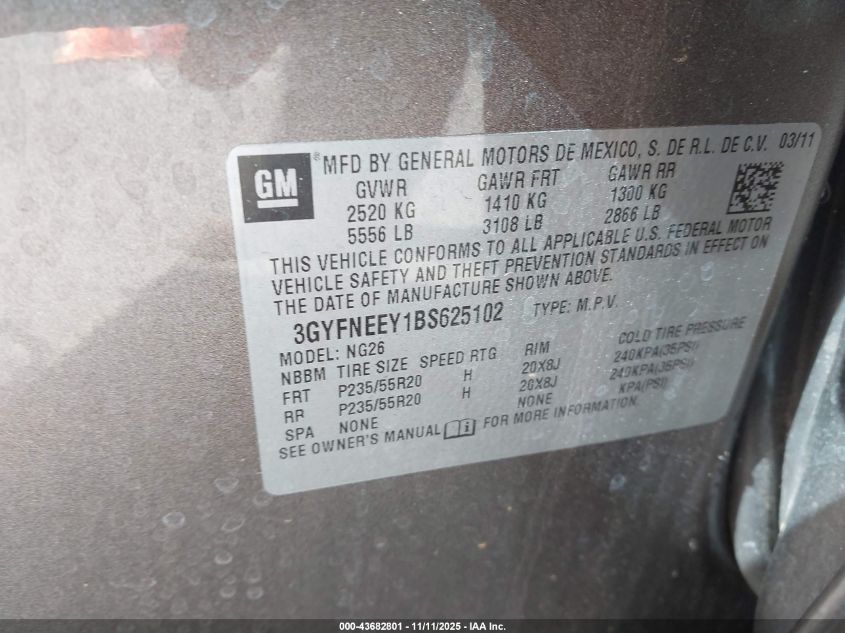 GM
® MFD BY GENERAL MOTORS DE MEXICO, S. DE R.L. DE C.V. 03/11
GVWR GAWR FRT GAWR RR
2520 KG 1410 KG 1300 KG
5556 LB 3108 LB 2866 LB
THIS VEHICLE CONFORMS TO ALL APPLICABLE U.S. FEDERAL MOTOR
VEHICLE SAFETY AND THEFT PREVENTION STANDARDS IN EFFECT ON
THE DATE OF MANUFACTURE SHOWN ABOVE.
3GYFNEEY1BS625102 TYPE: M.P.V.
MODEL: NG26
NBBM TIRE SIZE SPEED RTG RIM COLD TIRE PRESSURE
FRT P235/55R20 H 20X8J 240KPA(35PSI)
RR P235/55R20 H 20X8J 240KPA(35PSI)
SPA NONE NONE KPA(PSI)
SEE OWNER'S MANUAL i FOR MORE INFORMATION.
000-43682801 - 11/11/2025 - IAA Inc.